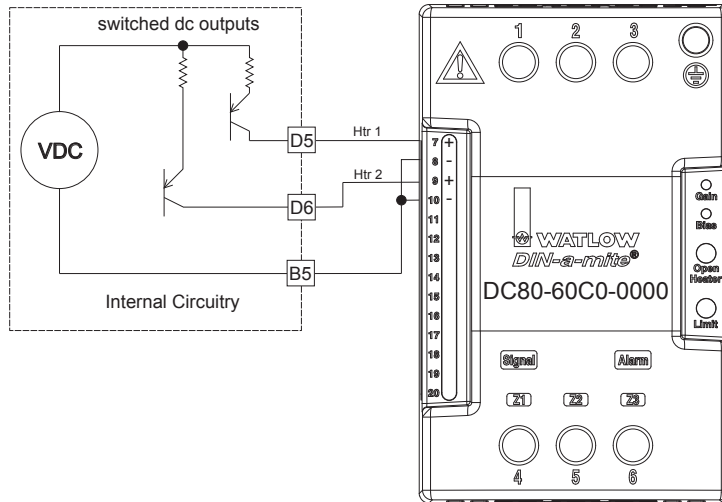 switched dc outputs
VDC
D5
D6
B5
Htr 1
Htr 2
Internal Circuitry
1 2 3
7 +
8 -
9 +
10 -
11
12
13
14
15
16
17
18
19
20
WATLOW
DIN-a-mite®
DC80-60C0-0000
Gain
Bias
Open
Heater
Limit
Signal Alarm
Z1 Z2 Z3
4 5 6